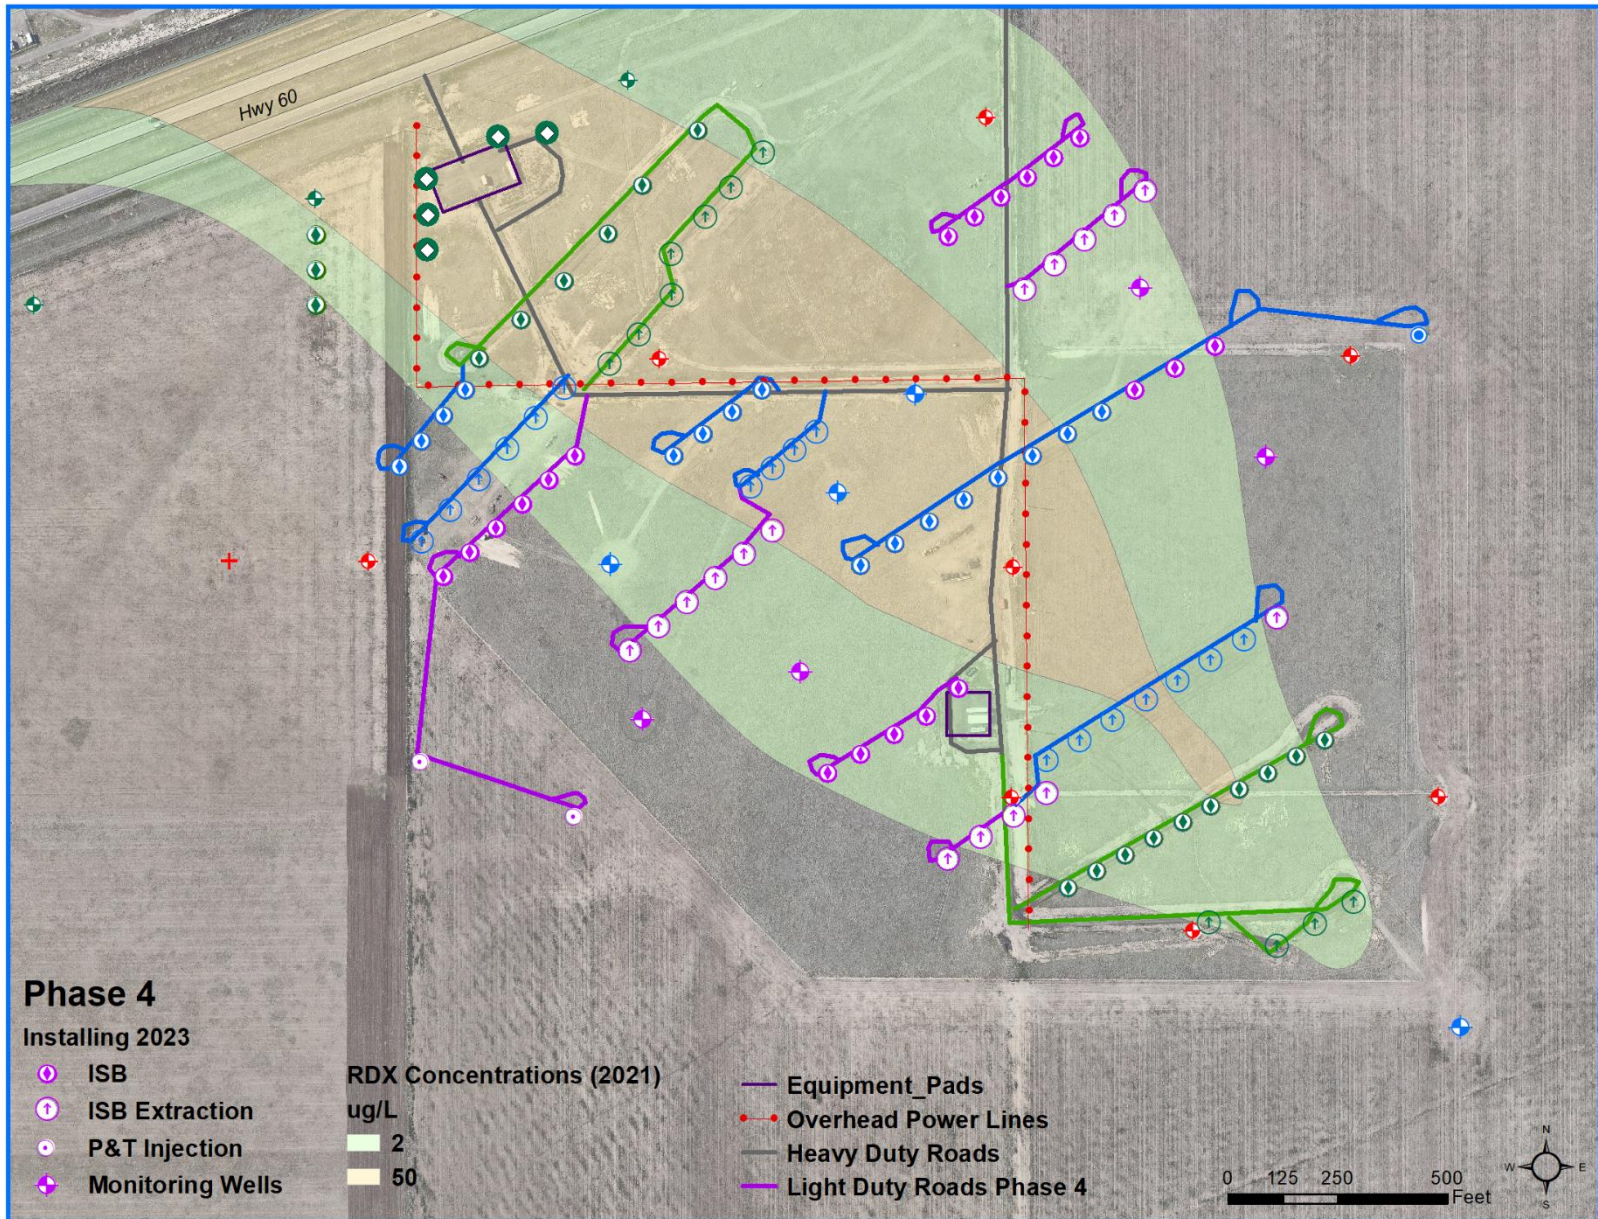 Hwy 60
Phase 4
Installing 2023
ISB
ISB Extraction
P&T Injection
Monitoring Wells
RDX Concentrations (2021)
ug/L
2
50
Equipment_Pads
Overhead Power Lines
Heavy Duty Roads
Light Duty Roads Phase 4
0 125 250 500
Feet
N
W E
S